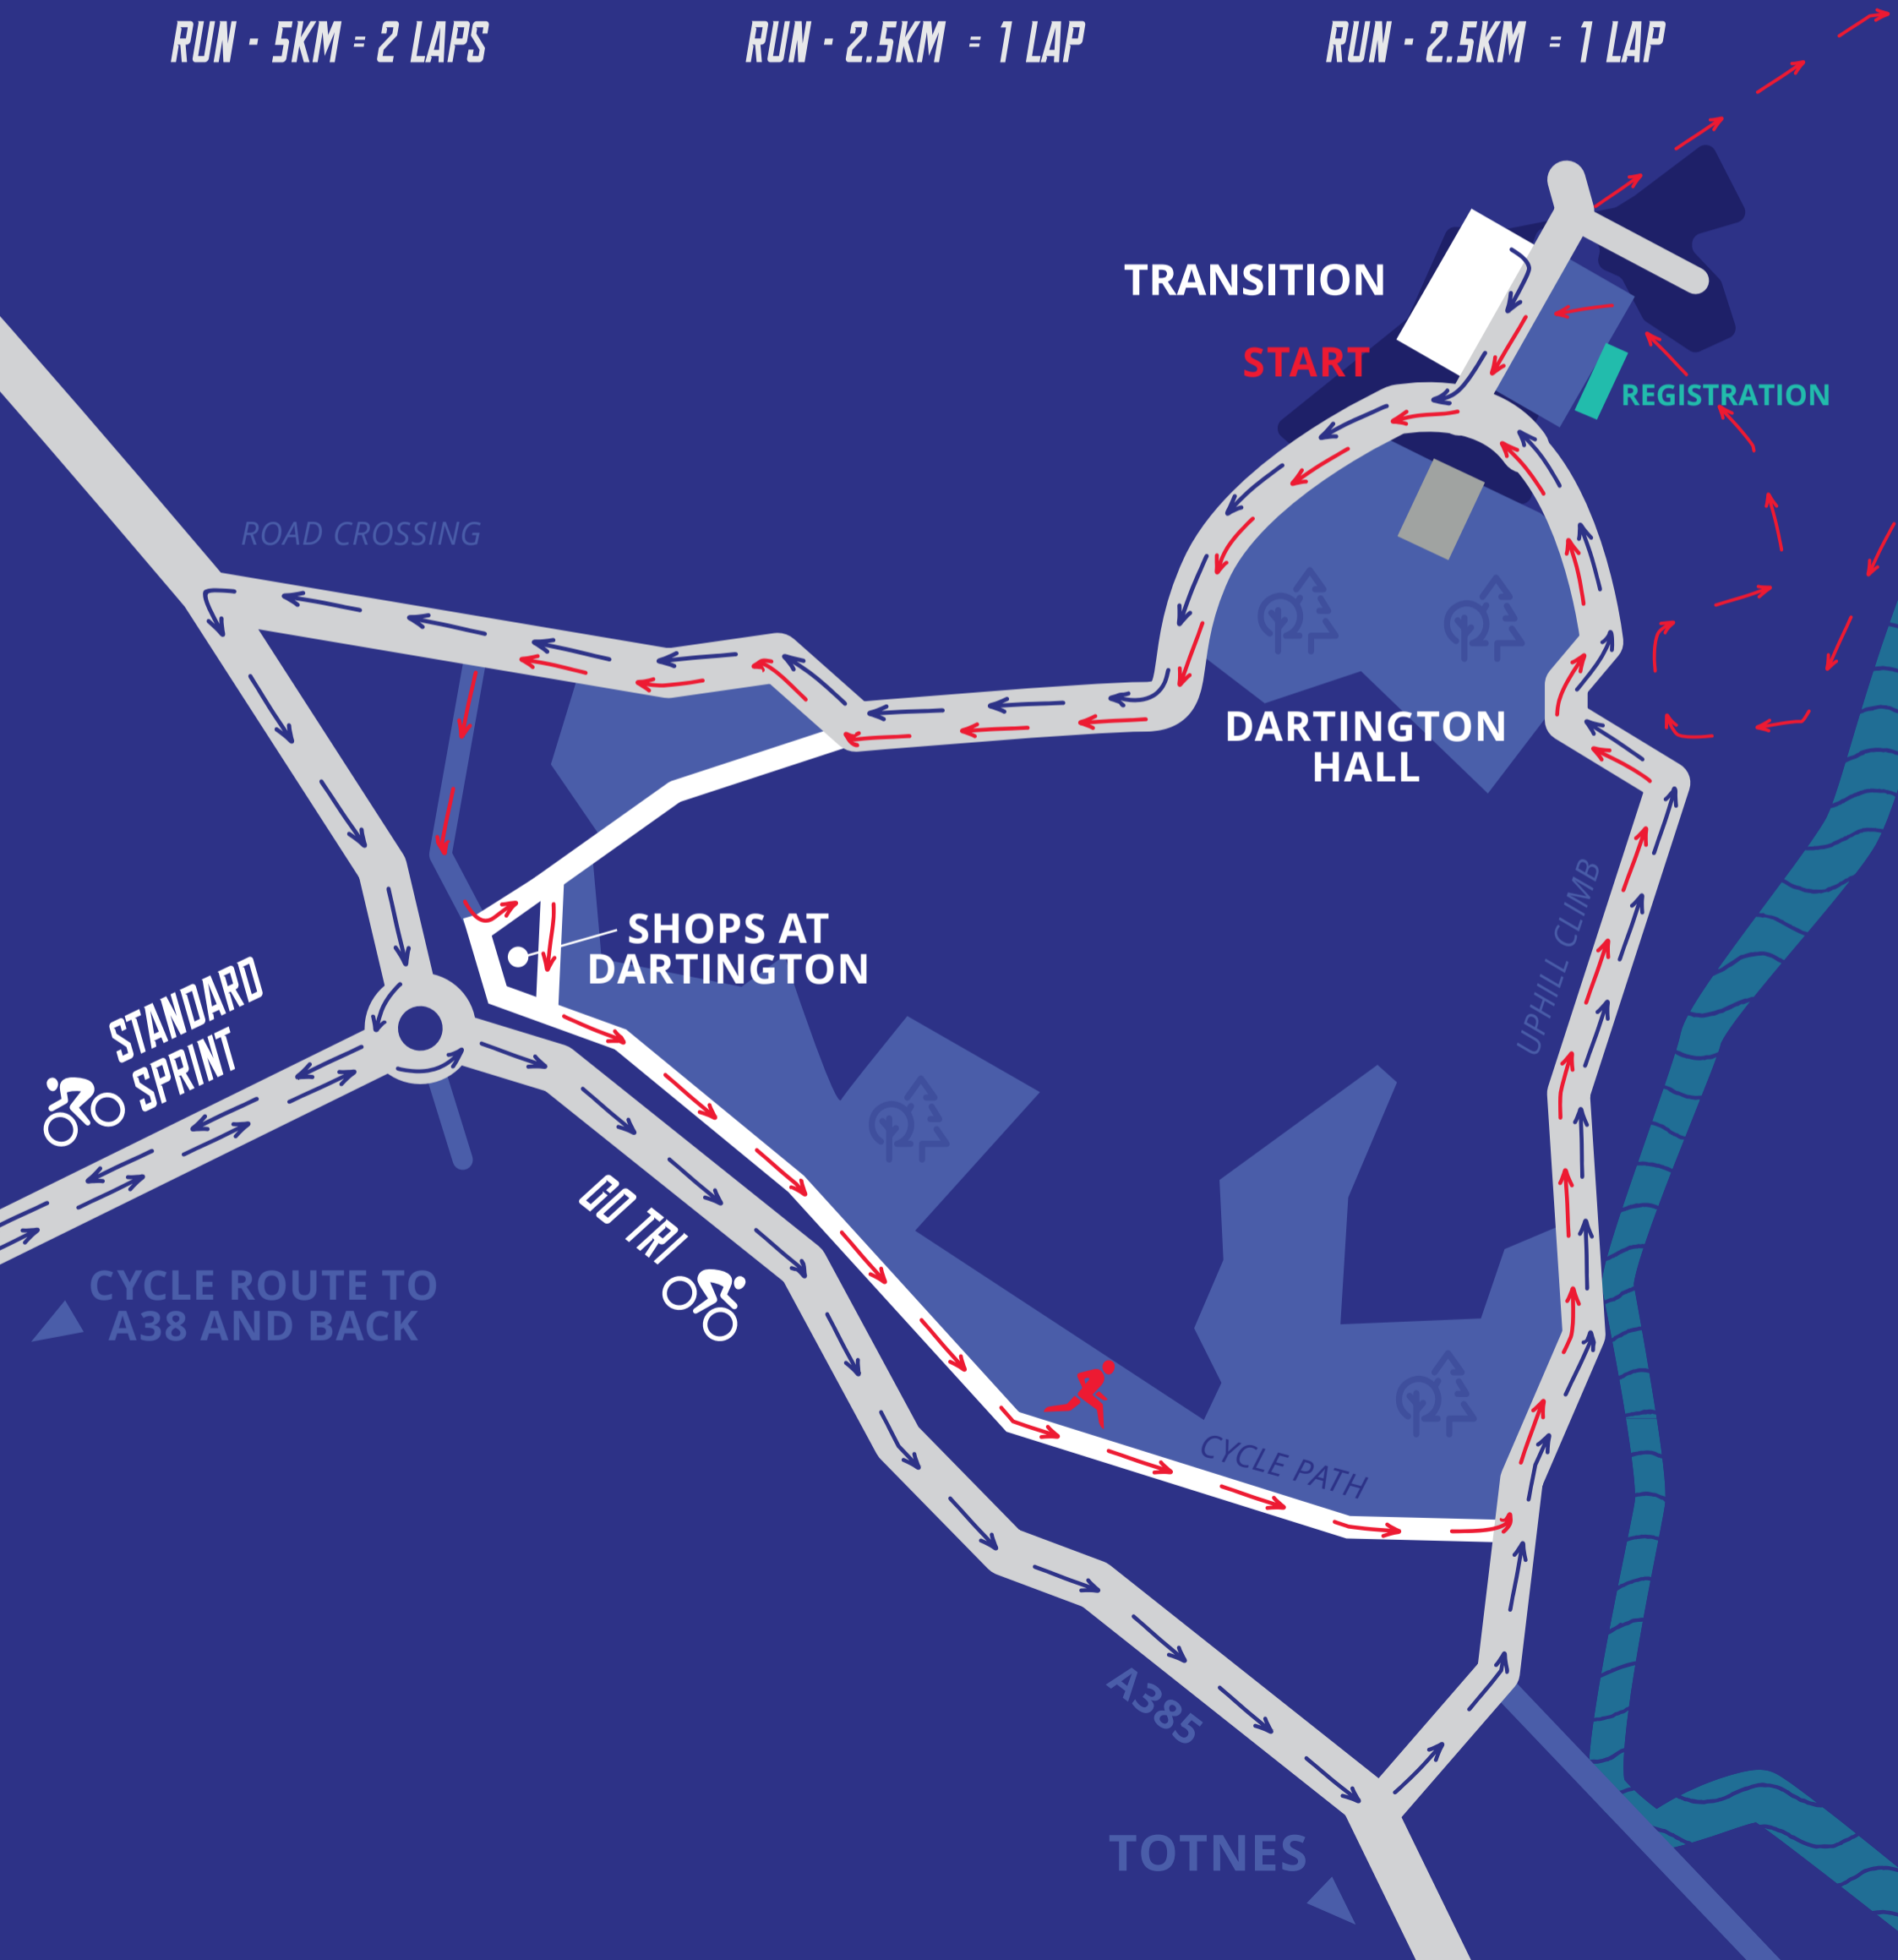 RUN - 5KM = 2 LAPS
RUN - 2.5KM = 1 LAP
RUN - 2.5KM = 1 LAP
TRANSITION
START
REGISTRATION
ROAD CROSSING
DARTINGTON
HALL
SHOPS AT
DARTINGTON
UPHILL CLIMB
STANDARD
SPRINT
GO TRI
CYCLE ROUTE TO
A38 AND BACK
CYCLE PATH
A385
TOTNES